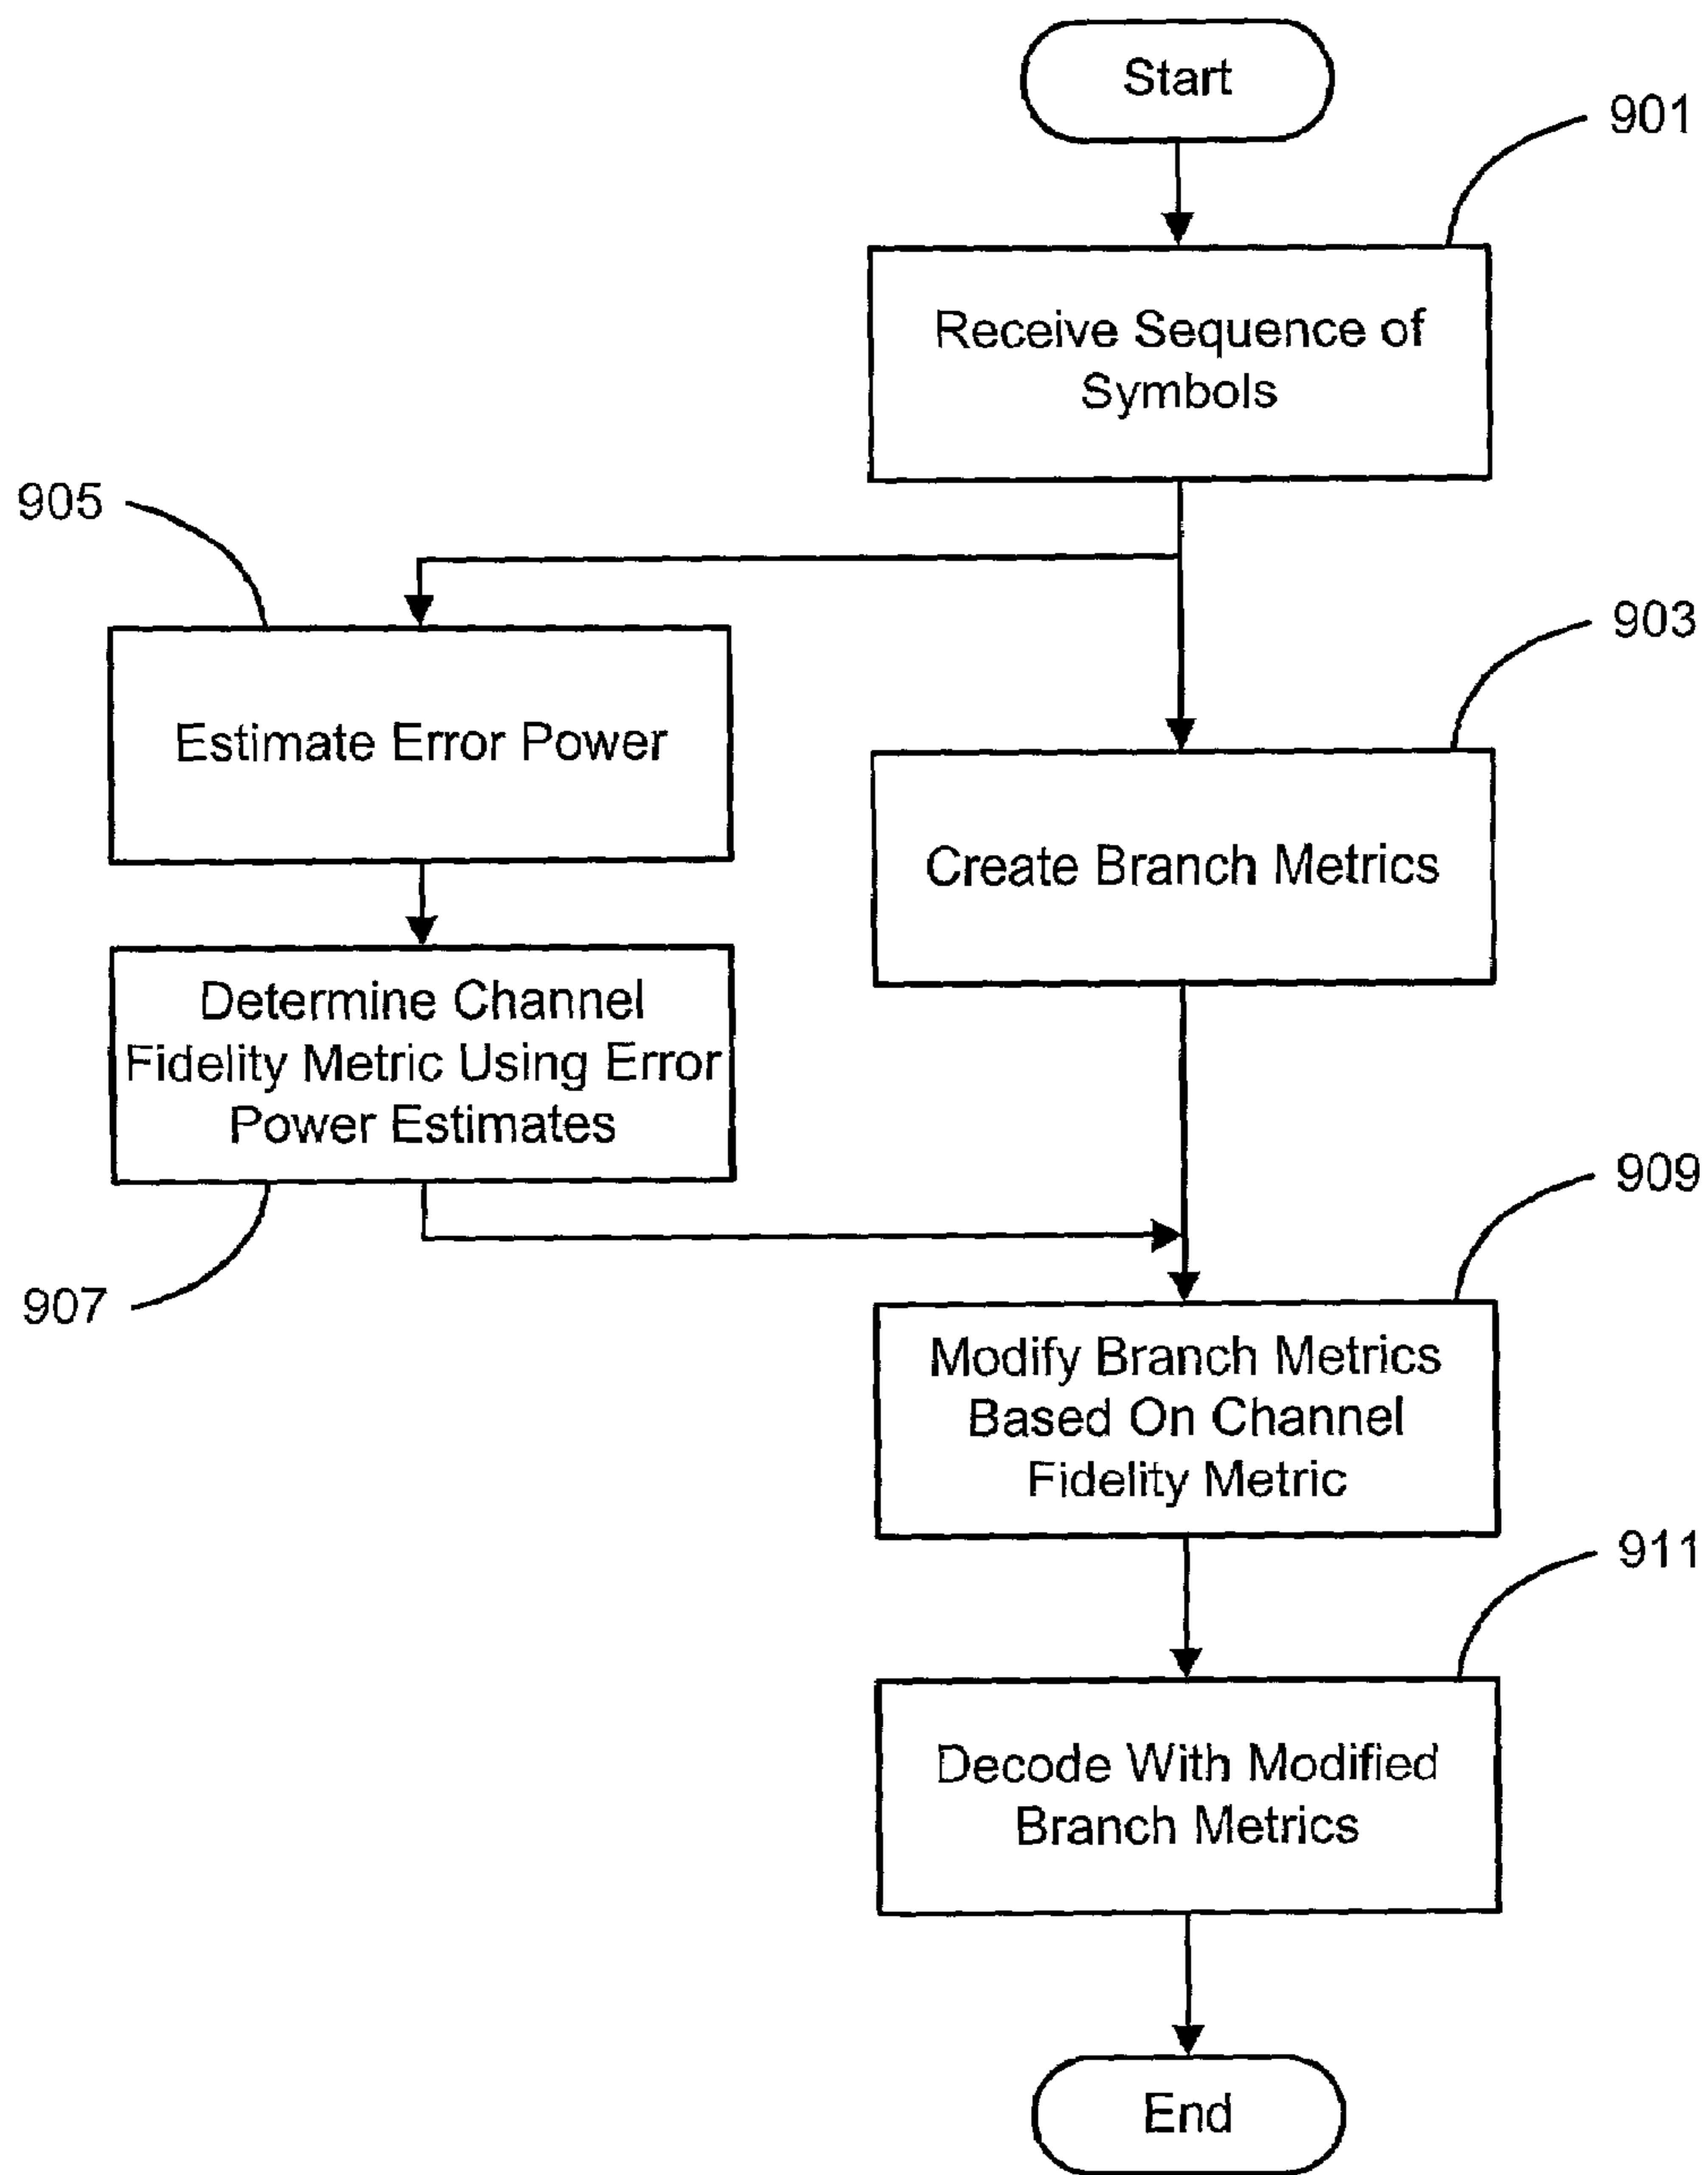 Start
901
Receive Sequence of
Symbols
905
903
Estimate Error Power
Create Branch Metrics
Determine Channel
Fidelity Metric Using Error
Power Estimates
909
907
Modify Branch Metrics
Based On Channel
Fidelity Metric
911
Decode With Modified
Branch Metrics
End